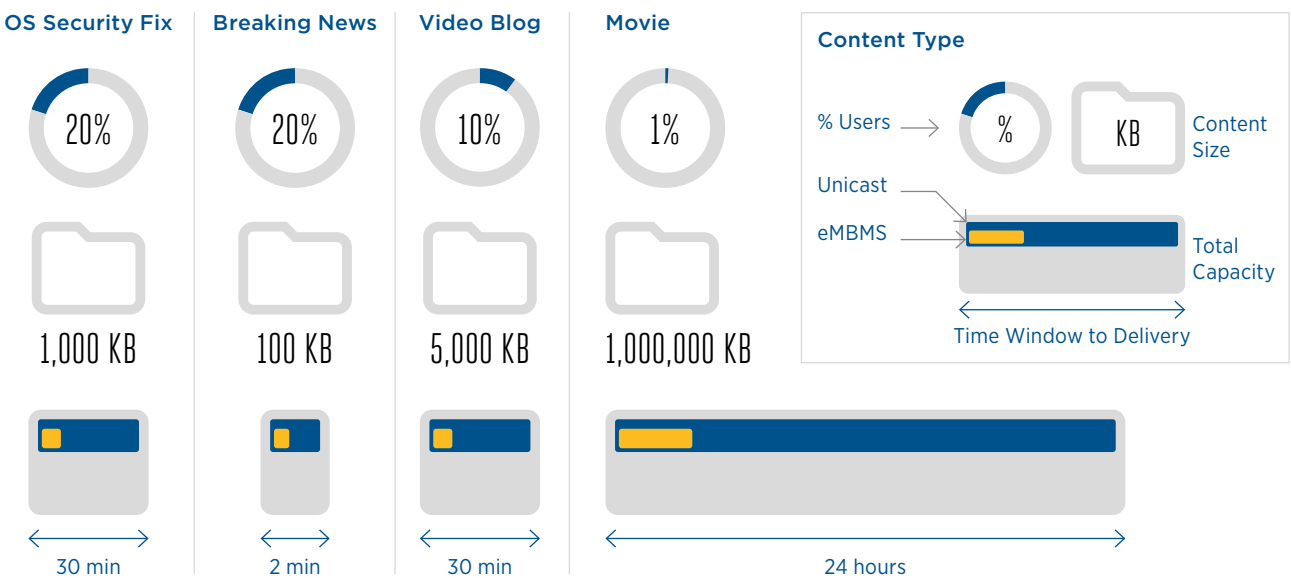 OS Security Fix
20%
1,000 KB
30 min
Breaking News
20%
100 KB
2 min
Video Blog
10%
5,000 KB
30 min
Movie
1%
1,000,000 KB
24 hours
Content Type
% Users
%
KB
Content
Size
Unicast
eMBMS
Total
Capacity
Time Window to Delivery